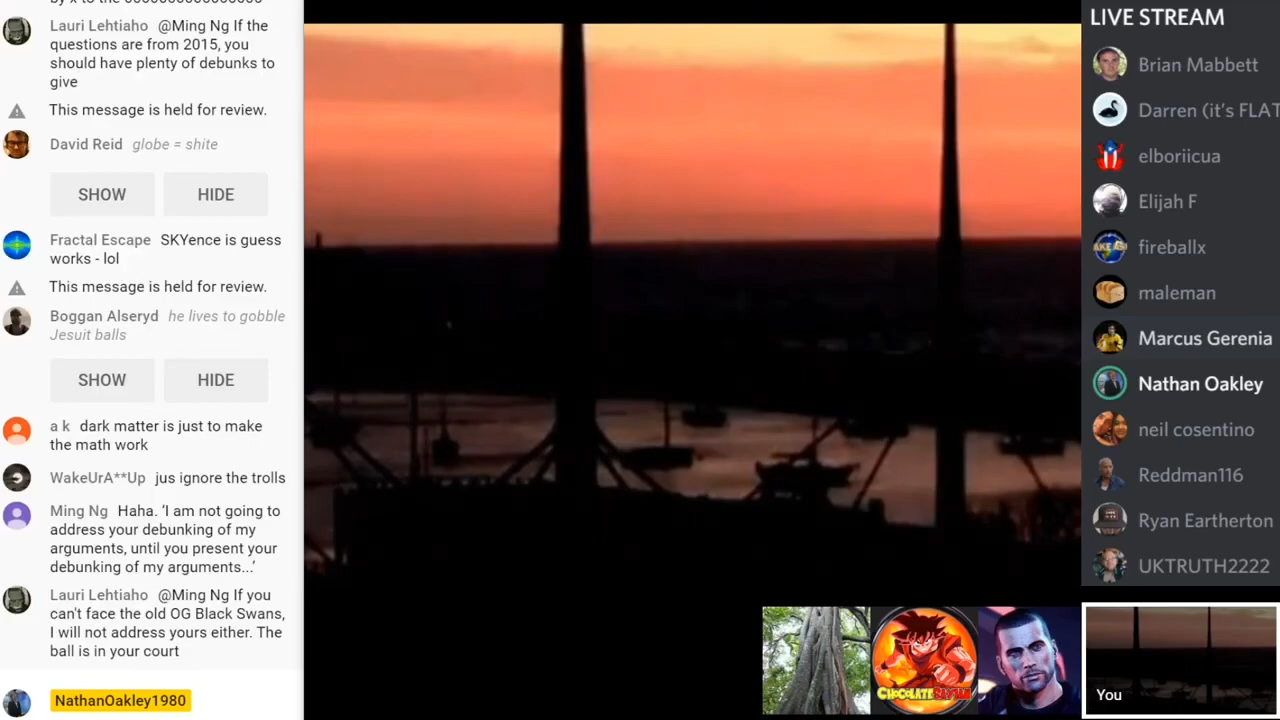 Lauri Lehtiaho @Ming Ng If the
questions are from 2015, you
should have plenty of debunks to
give
This message is held for review.
David Reid globe = shite
SHOW HIDE
Fractal Escape SKYence is guess
works - lol
This message is held for review.
Boggan Alseryd he lives to gobble
Jesuit balls
SHOW HIDE
a k dark matter is just to make
the math work
WakeUrA**Up jus ignore the trolls
Ming Ng Haha. ‘I am not going to
address your debunking of my
arguments, until you present your
debunking of my arguments...’
Lauri Lehtiaho @Ming Ng If you
can't face the old OG Black Swans,
I will not address yours either. The
ball is in your court
NathanOakley1980
LIVE STREAM
Brian Mabbett
Darren (it's FLAT
elboriicua
Elijah F
fireballx
maleman
Marcus Gerenia
Nathan Oakley
neil cosentino
Reddman116
Ryan Eartherton
UKTRUTH2222
CHOCOLATE SAIYAN
You